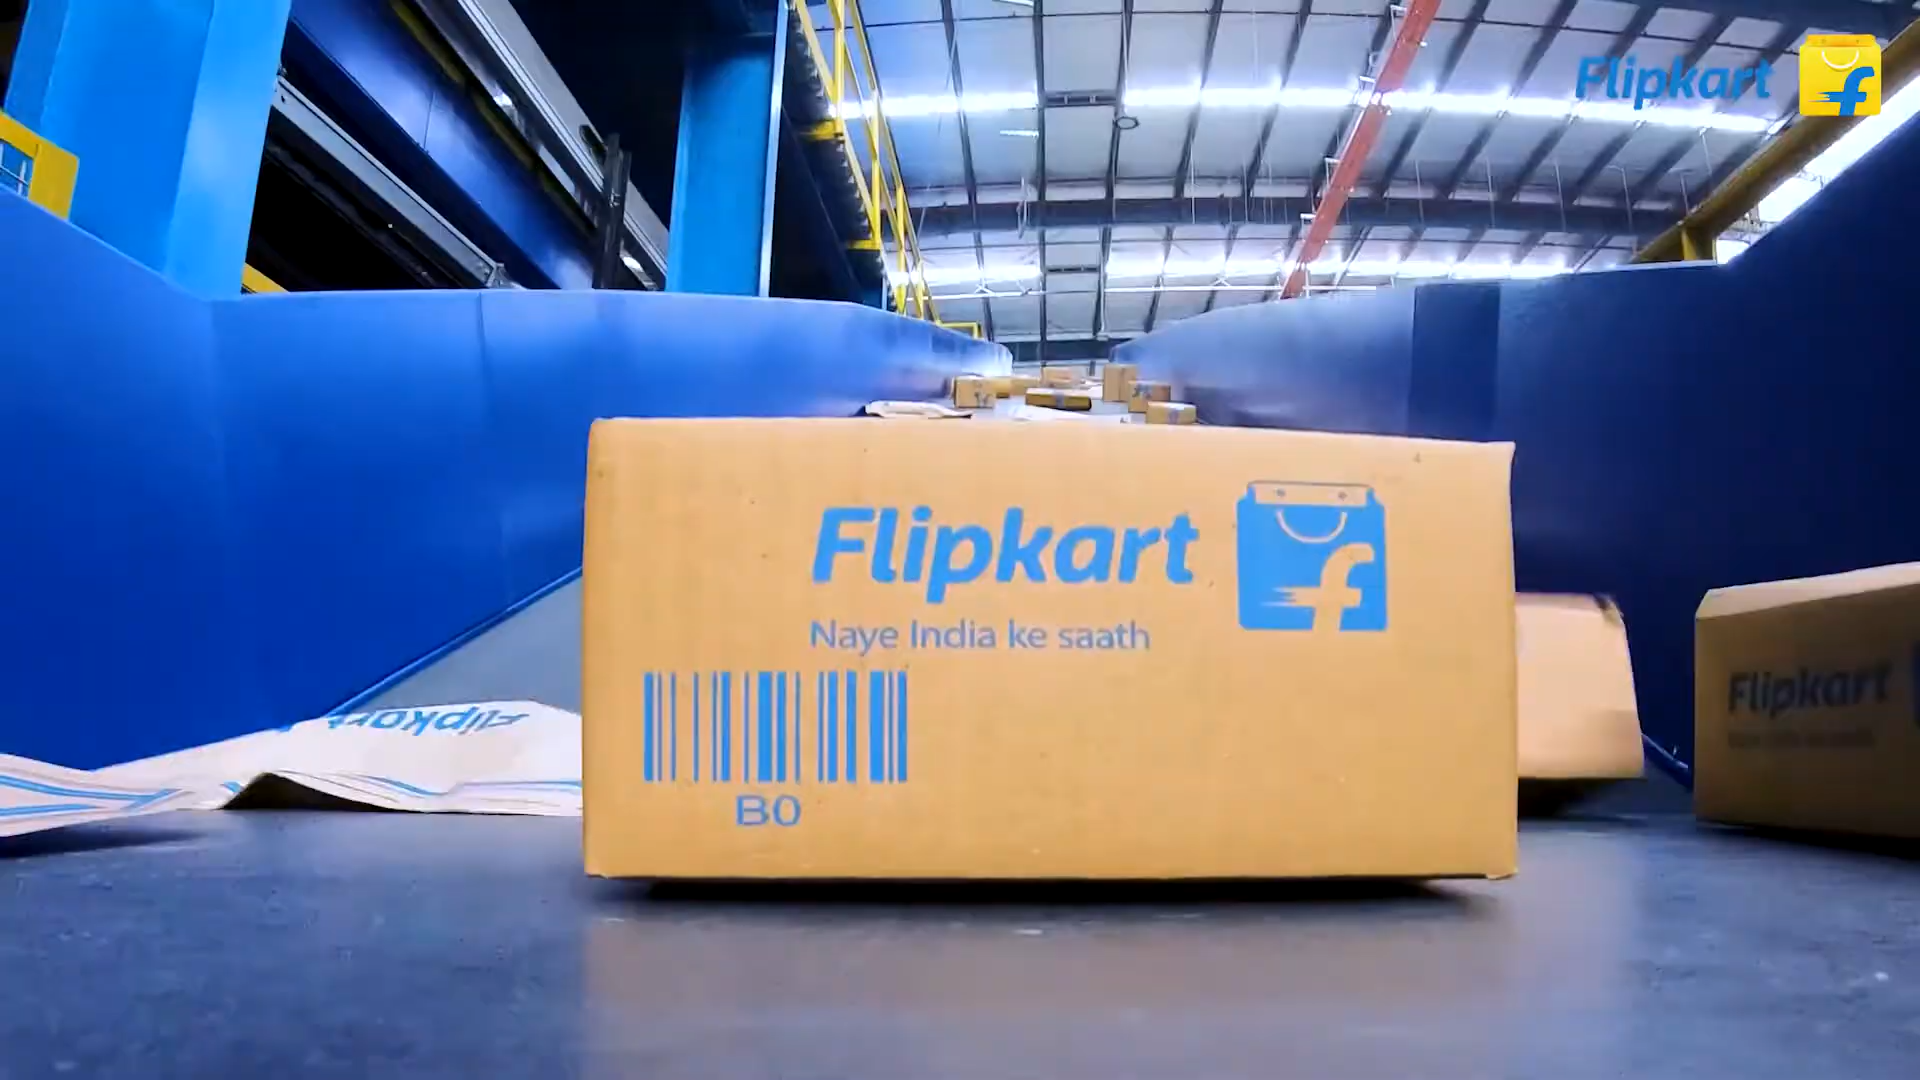 Flipkart
Flipkart
Naye India ke saath
B0
Flipkart
Flipkart